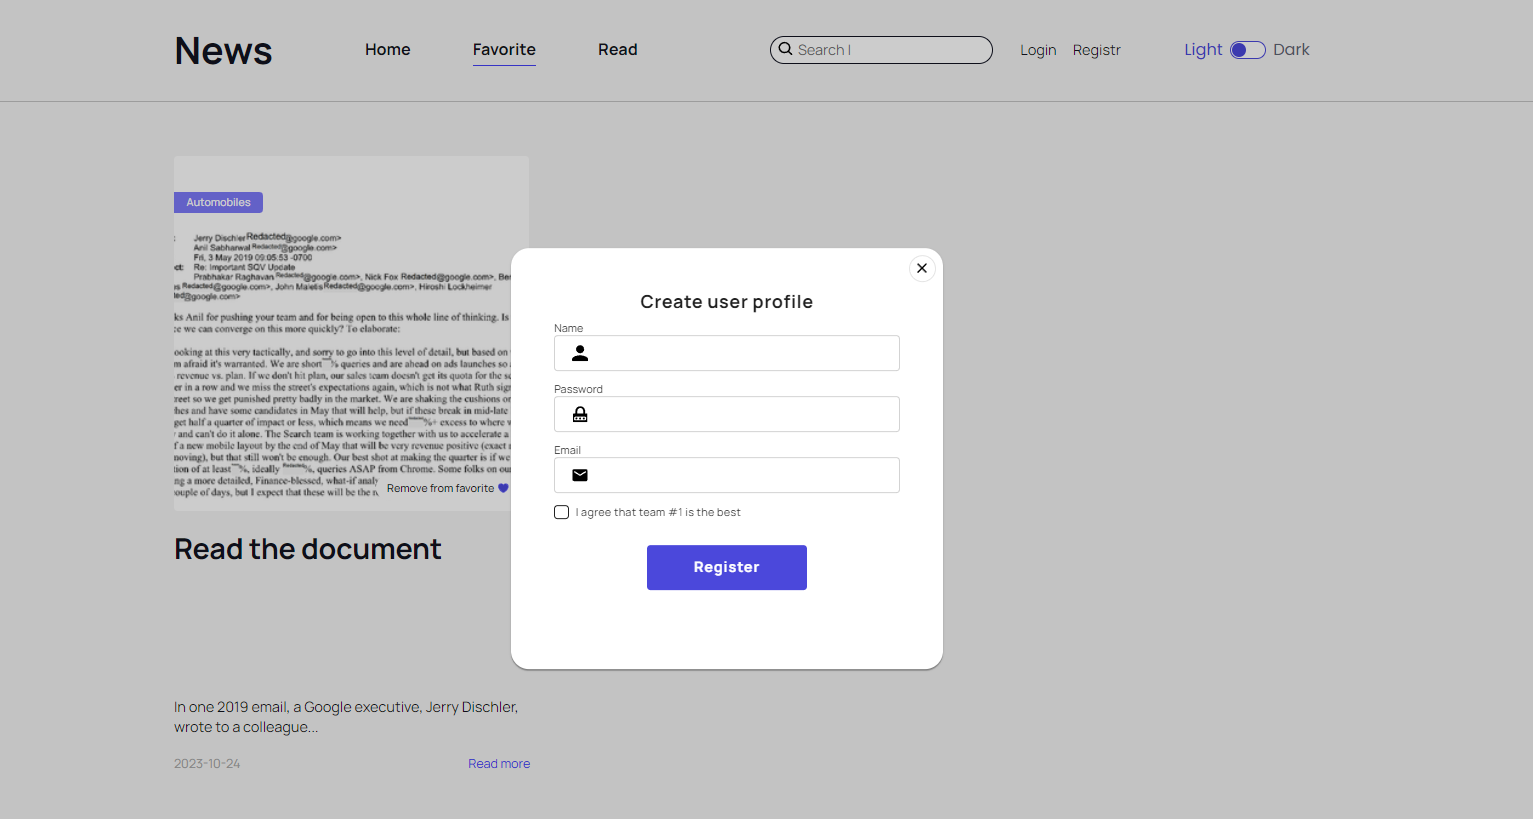 News
Home
Favorite
Read
Search |
Login
Registr
Light
Dark
Automobiles
Jerry Dischler Redacted@google.com>
Anil Sabharwal Redacted@google.com>
Fri, 3 May 2019 09:05:53 -0700
ct: Re: Important SQV Update
Prabhakar Raghavan Redacted@google.com>, Nick Fox Redacted@google.com>, Ben
s Redacted@google.com>, John Maletis Redacted@google.com>, Hiroshi Lockheimer
ted@google.com>
ks Anil for pushing your team and for being open to this whole line of thinking. Is
e we can converge on this more quickly? To elaborate:
ooking at this very tactically, and sorry to go into this level of detail, but based on
m afraid it's warranted. We are short % queries and are ahead on ads launches so
revenue vs. plan. If we don't hit plan, our sales team doesn't get its quota for the se
er in a row and we miss the street's expectations again, which is not what Ruth sign
reet so we get punished pretty badly in the market. We are shaking the cushions on
hes and have some candidates in May that will help, but if these break in mid-late
get half a quarter of impact or less, which means we need %+ excess to where w
and can't do it alone. The Search team is working together with us to accelerate a
f a new mobile layout by the end of May that will be very revenue positive (exact n
noving), but that still won't be enough. Our best shot at making the quarter is if we
tion of at least %, ideally Redacted%, queries ASAP from Chrome. Some folks on our
ng a more detailed, Finance-blessed, what-if analy
ouple of days, but I expect that these will be the r
Remove from favorite
Read the document
In one 2019 email, a Google executive, Jerry Dischler,
wrote to a colleague...
2023-10-24
Read more
Create user profile
Name
Password
Email
I agree that team #1 is the best
Register